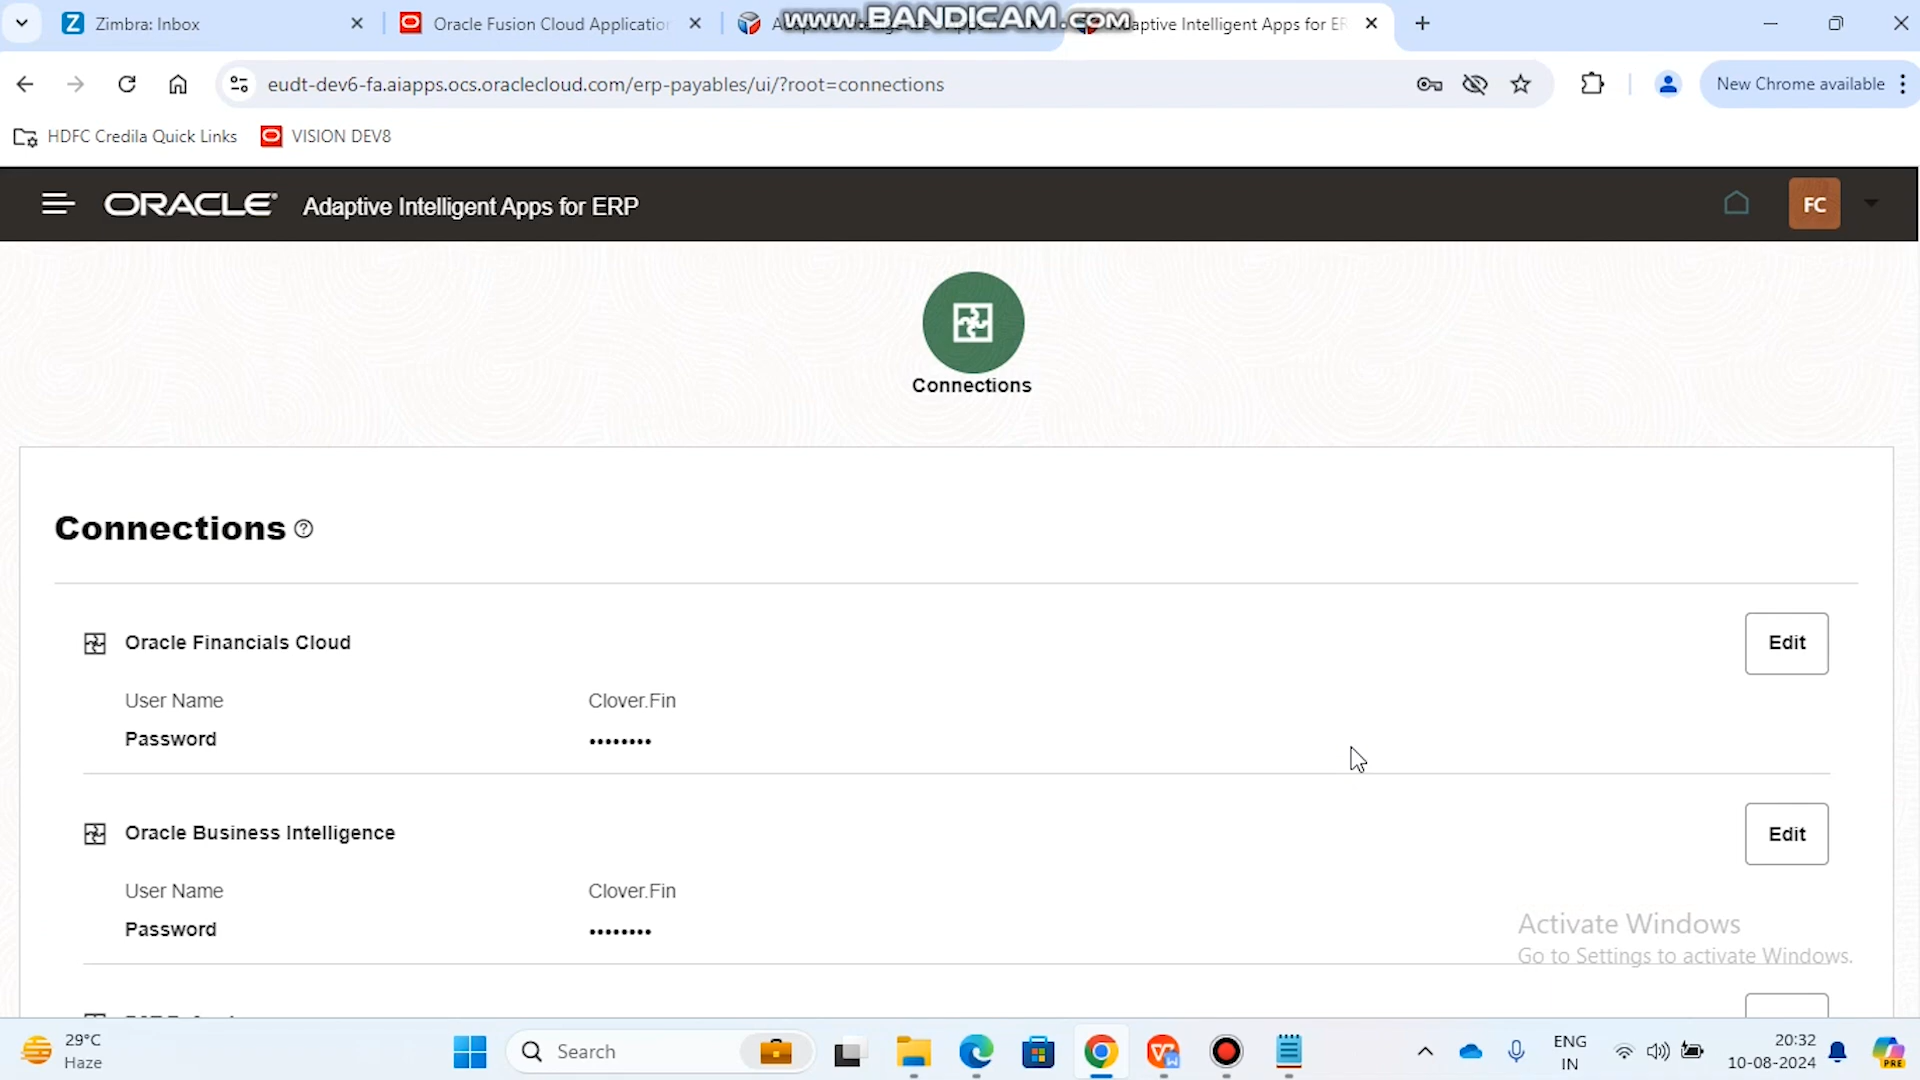 Zimbra: Inbox
Oracle Fusion Cloud Application
www.BANDICAM.com
Adaptive Intelligent Apps for ER
eudt-dev6-fa.aiapps.ocs.oraclecloud.com/erp-payables/ui/?root=connections
New Chrome available
HDFC Credila Quick Links
VISION DEV8
ORACLE
Adaptive Intelligent Apps for ERP
FC
Connections
Connections
Oracle Financials Cloud
Edit
User Name
Clover.Fin
Password
••••••••
Oracle Business Intelligence
Edit
User Name
Clover.Fin
Password
••••••••
Activate Windows
Go to Settings to activate Windows.
29°C
Haze
Search
ENG
IN
20:32
10-08-2024
PRE